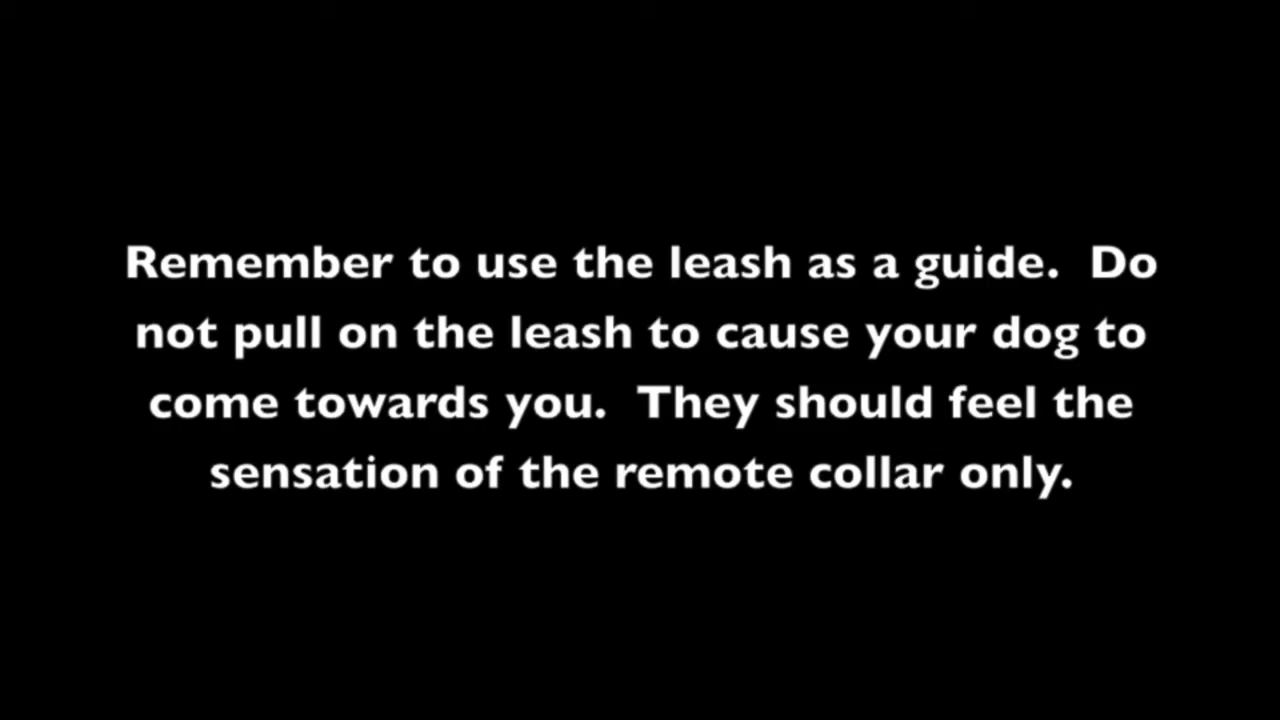 Remember to use the leash as a guide.  Do
not pull on the leash to cause your dog to
come towards you.  They should feel the
sensation of the remote collar only.